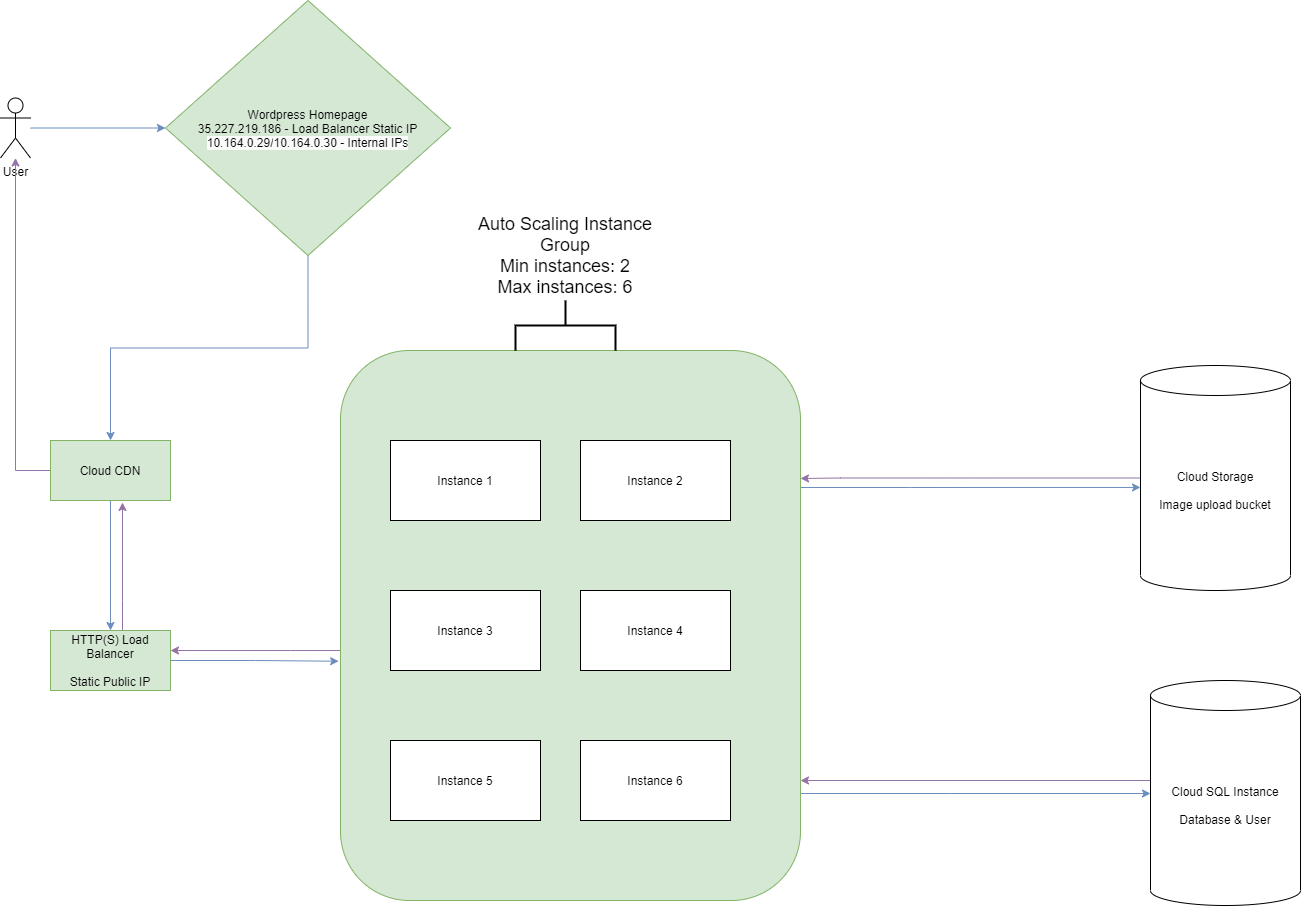 Wordpress Homepage
35.227.219.186 - Load Balancer Static IP
10.164.0.29/10.164.0.30 - Internal IPs
User
Auto Scaling Instance
Group
Min instances: 2
Max instances: 6
Cloud CDN
Instance 1
Instance 2
Cloud Storage
Image upload bucket
HTTP(S) Load
Balancer
Static Public IP
Instance 3
Instance 4
Instance 5
Instance 6
Cloud SQL Instance
Database & User